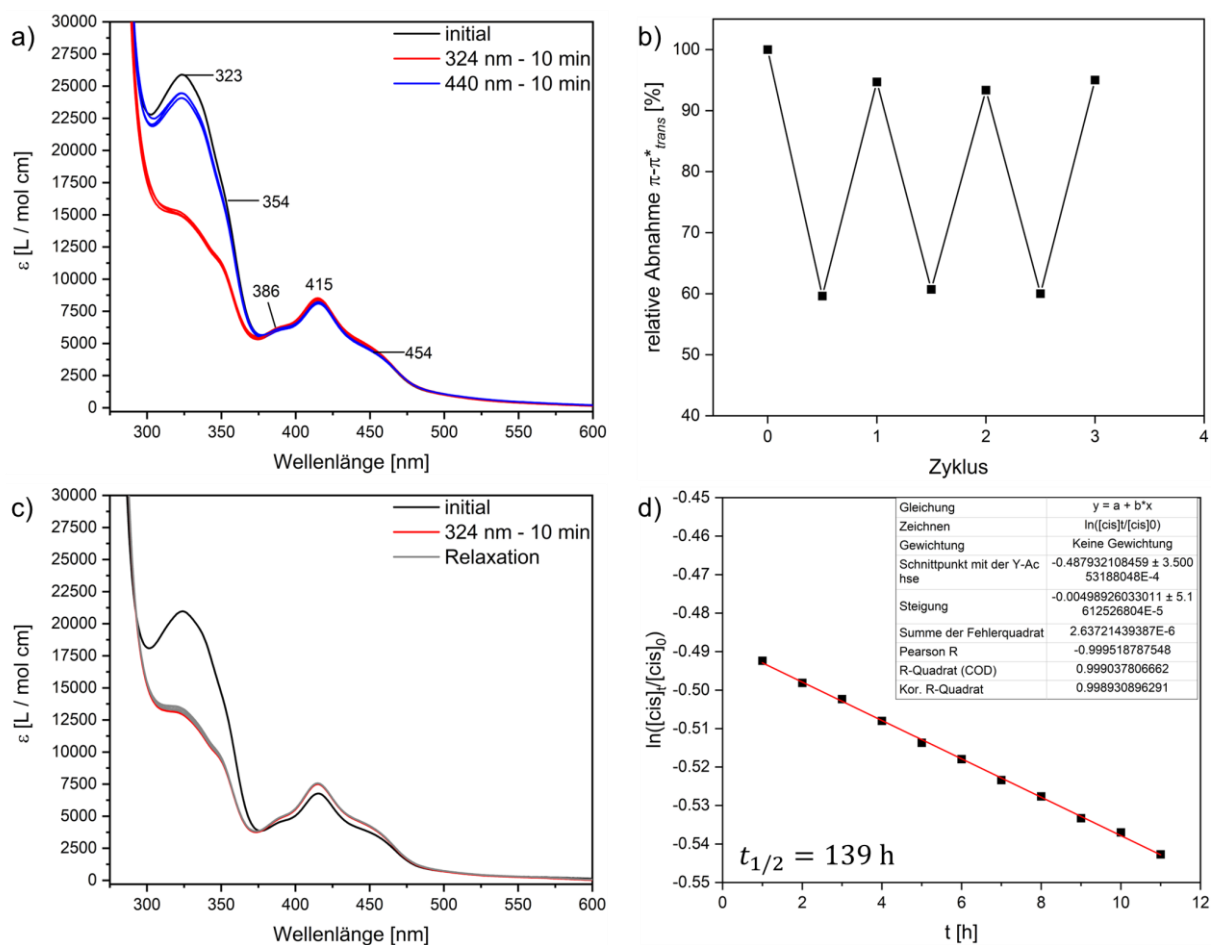 a)
30000
27500
25000
22500
20000
17500
15000
12500
10000
7500
5000
2500
0
ε [L / mol cm]
initial
324 nm - 10 min
440 nm - 10 min
323
354
386
415
454
300 350 400 450 500 550 600
Wellenlänge [nm]
b)
100
90
80
70
60
50
40
relative Abnahme π-π*trans [%]
0 1 2 3 4
Zyklus
c)
30000
27500
25000
22500
20000
17500
15000
12500
10000
7500
5000
2500
0
ε [L / mol cm]
initial
324 nm - 10 min
Relaxation
300 350 400 450 500 550 600
Wellenlänge [nm]
d)
-0.45
-0.46
-0.47
-0.48
-0.49
-0.50
-0.51
-0.52
-0.53
-0.54
-0.55
ln([cis]t/[cis]0)
Gleichung y = a + b*x
Zeichnen ln([cis]t/[cis]0)
Gewichtung Keine Gewichtung
Schnittpunkt mit der Y-Ac
hse
-0.487932108459 ± 3.500
53188048E-4
Steigung
-0.00498926033011 ± 5.1
612526804E-5
Summe der Fehlerquadrat 2.63721439387E-6
Pearson R -0.999518787548
R-Quadrat (COD) 0.999037806662
Kor. R-Quadrat 0.998930896291
t1/2 = 139 h
0 2 4 6 8 10 12
t [h]